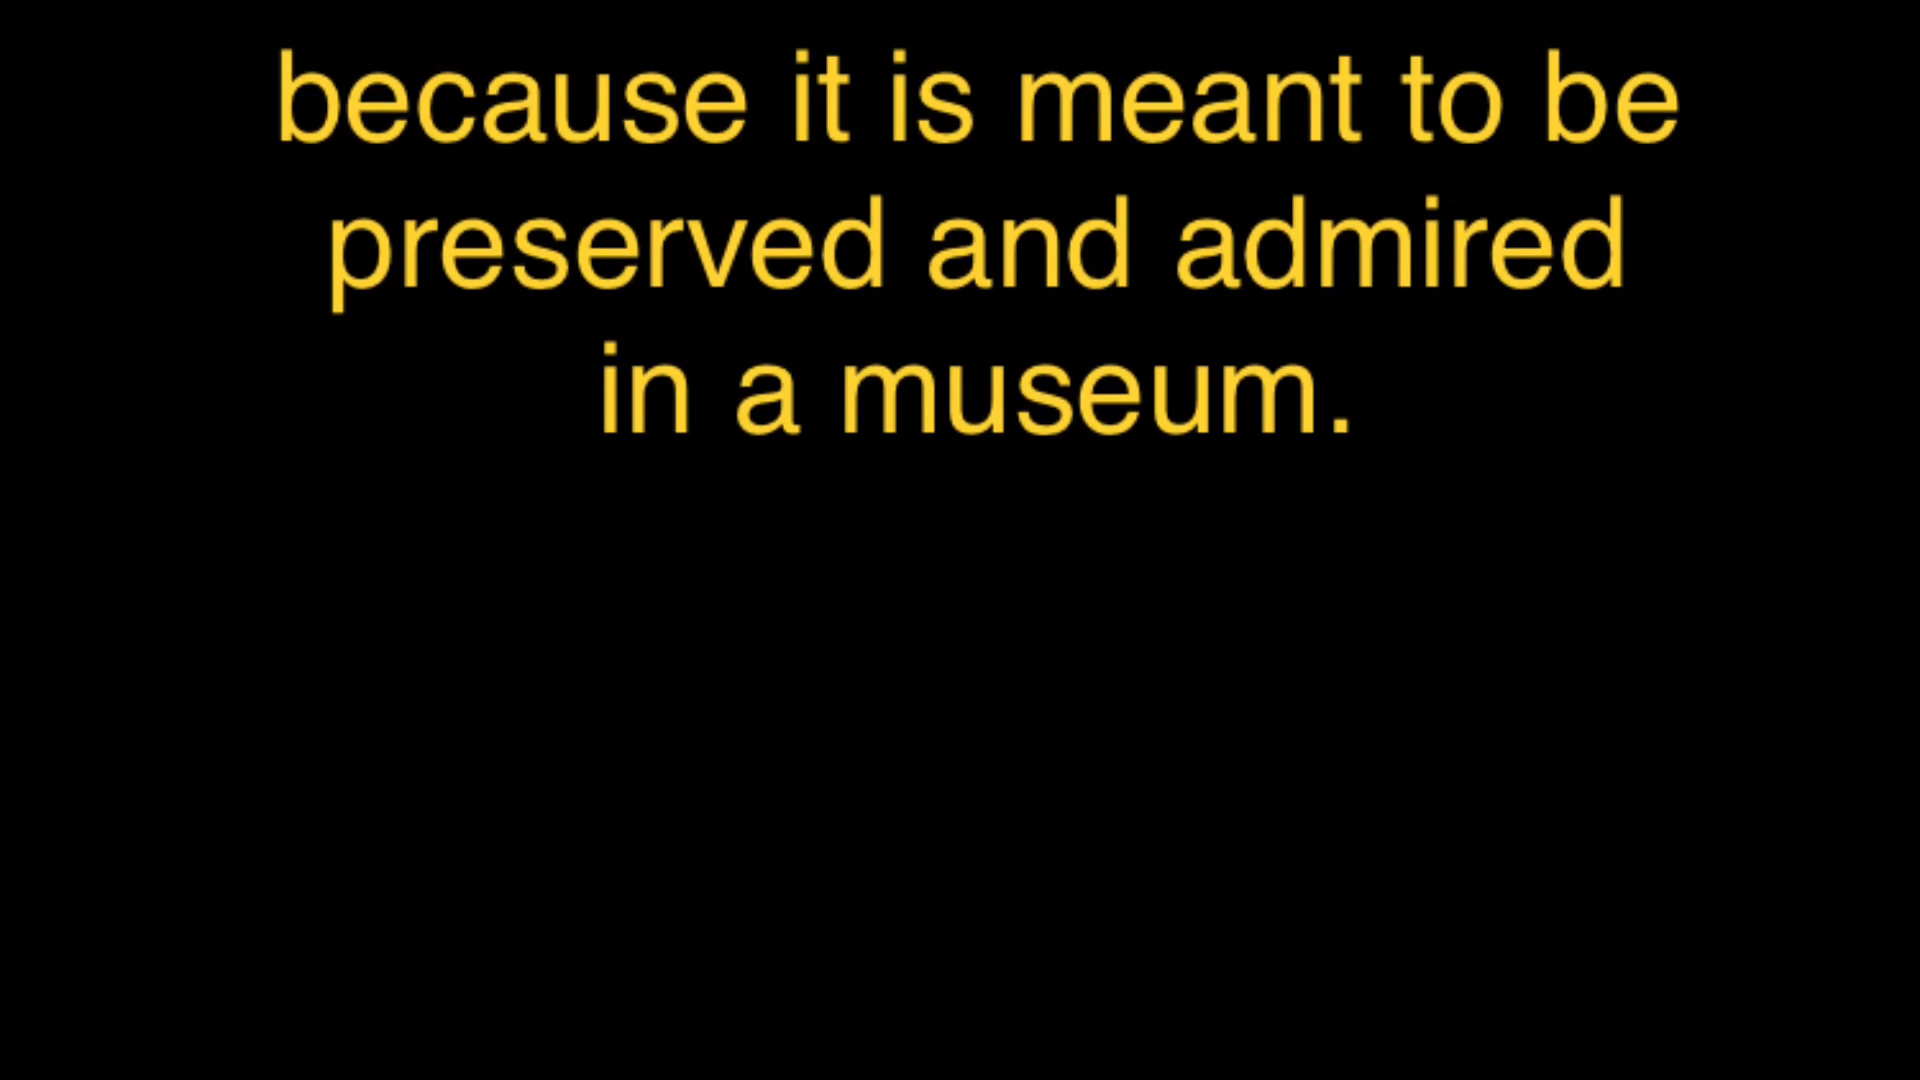 because it is meant to be
preserved and admired
in a museum.